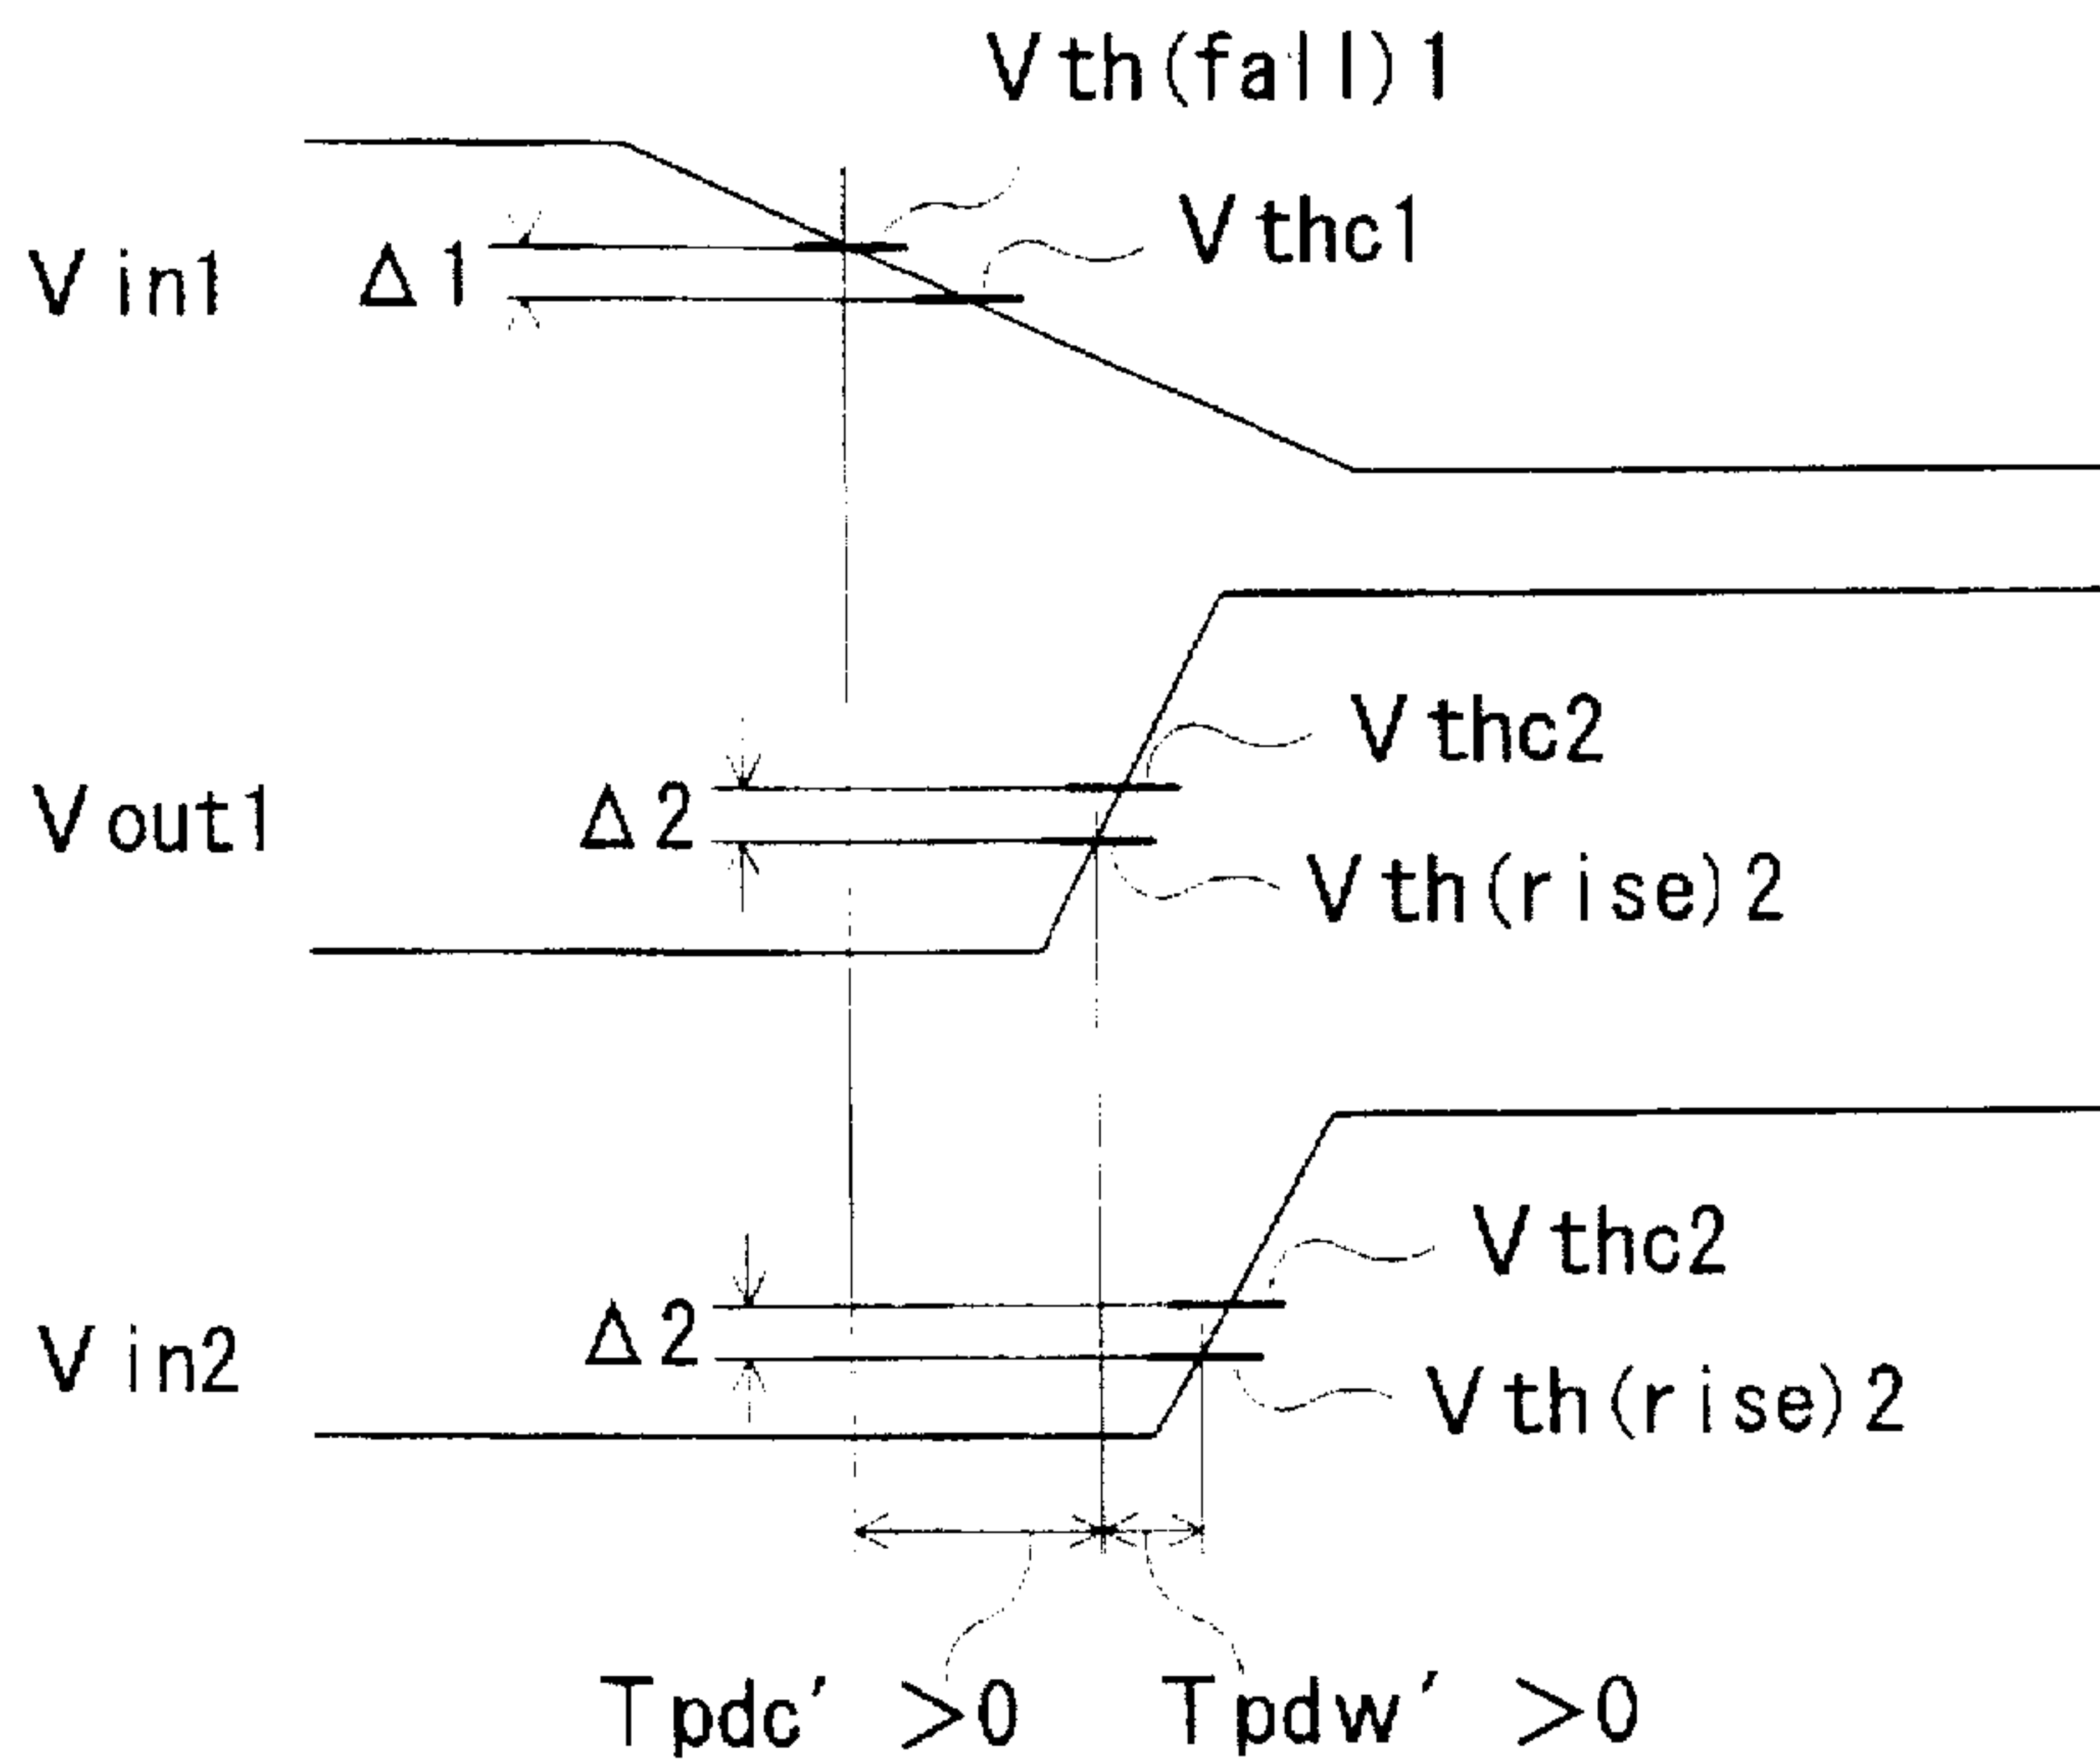 Vth(fall)1
Vthc1
Vin1 Δ1
Vthc2
Vout1 Δ2
Vth(rise)2
Vthc2
Vin2 Δ2
Vth(rise)2
Tpdc' >0 Tpdw' >0